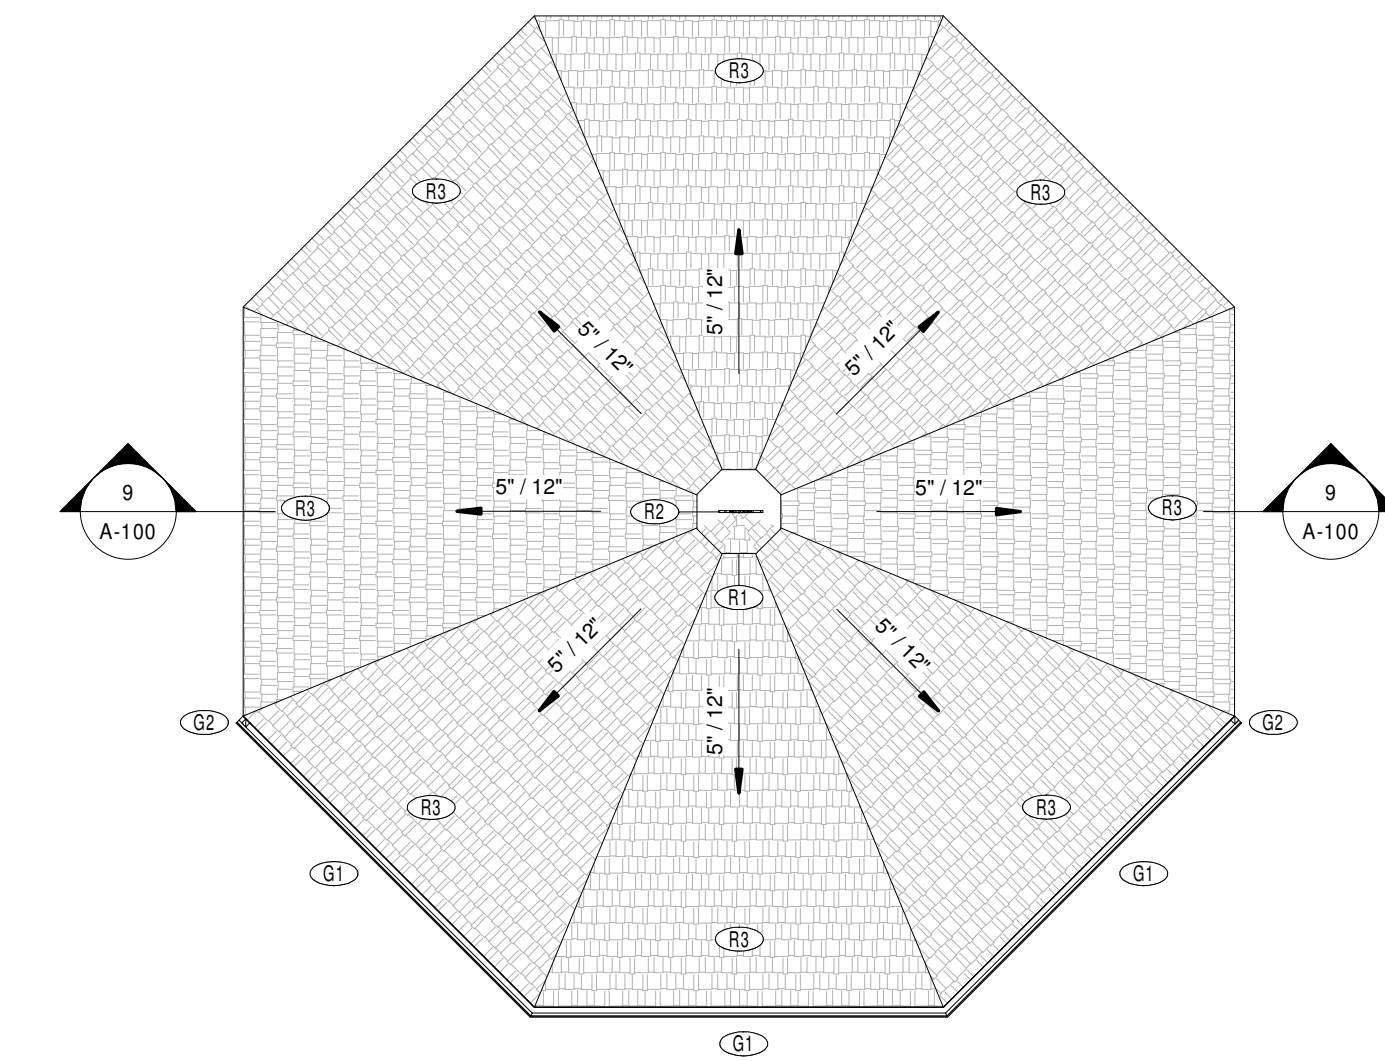 R3
R3
R3
5" / 12"
5" / 12"
5" / 12"
9
A-100
R3
5" / 12"
R2
5" / 12"
R3
9
A-100
R1
5" / 12"
5" / 12"
5" / 12"
G2
G2
R3
R3
G1
G1
R3
G1